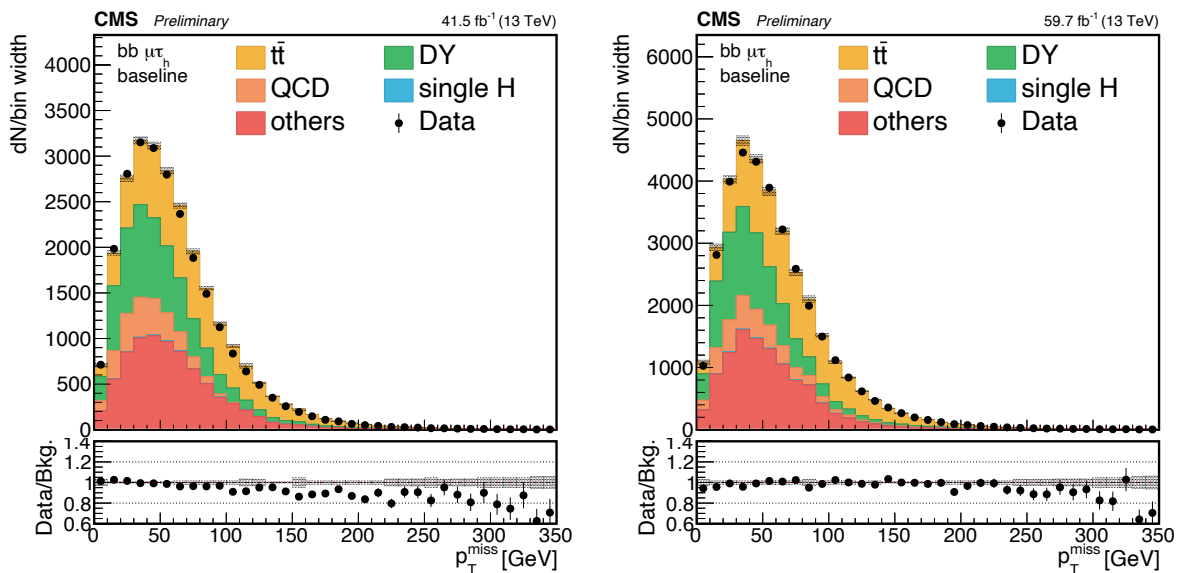 CMS Preliminary 41.5 fb⁻¹ (13 TeV)
dN/bin width
4000
3500
3000
2500
2000
1500
1000
500
0
bb μτh
baseline
tt̄
DY
QCD
single H
others
Data
Data/Bkg.
1.4
1.2
1
0.8
0.6
0 50 100 150 200 250 300 350
pTmiss [GeV]
CMS Preliminary 59.7 fb⁻¹ (13 TeV)
dN/bin width
6000
5000
4000
3000
2000
1000
0
bb μτh
baseline
tt̄
DY
QCD
single H
others
Data
Data/Bkg.
1.4
1.2
1
0.8
0.6
0 50 100 150 200 250 300 350
pTmiss [GeV]